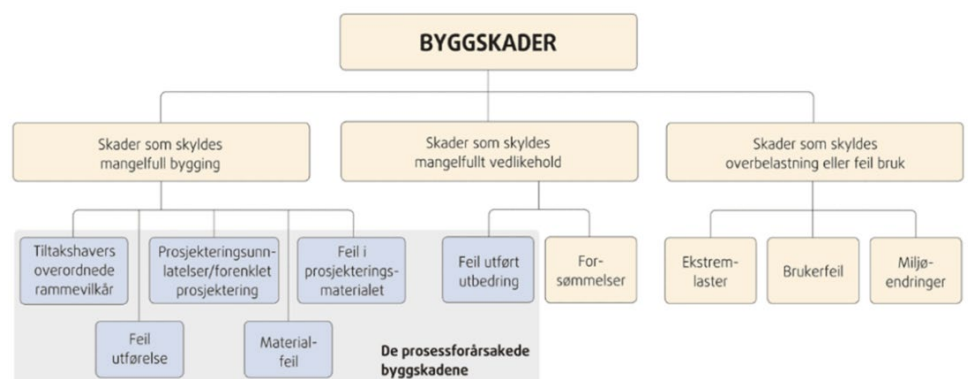 BYGGSKADER
Skader som skyldes
mangelfull bygging
Skader som skyldes
mangelfullt vedlikehold
Skader som skyldes
overbelastning eller feil bruk
Tiltakshavers
overordnede
rammevilkår
Prosjekteringsunn-
latelser/forenklet
prosjektering
Feil i
prosjekterings-
materialet
Feil utført
utbedring
For-
sømmelser
Ekstrem-
laster
Brukerfeil
Miljø-
endringer
Feil
utførelse
Material-
feil
De prosessforårsakede
byggskadene